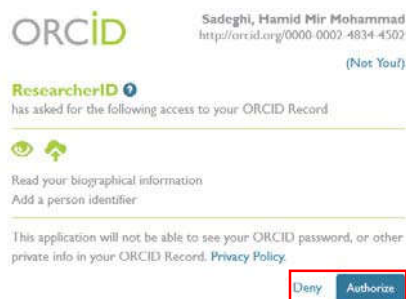 ORCID
Sadeghi, Hamid Mir Mohammad
http://orcid.org/0000-0002-4834-4502
(Not You?)
ResearcherID
has asked for the following access to your ORCID Record
Read your biographical information
Add a person identifier
This application will not be able to see your ORCID password, or other
private info in your ORCID Record. Privacy Policy.
Deny Authorize